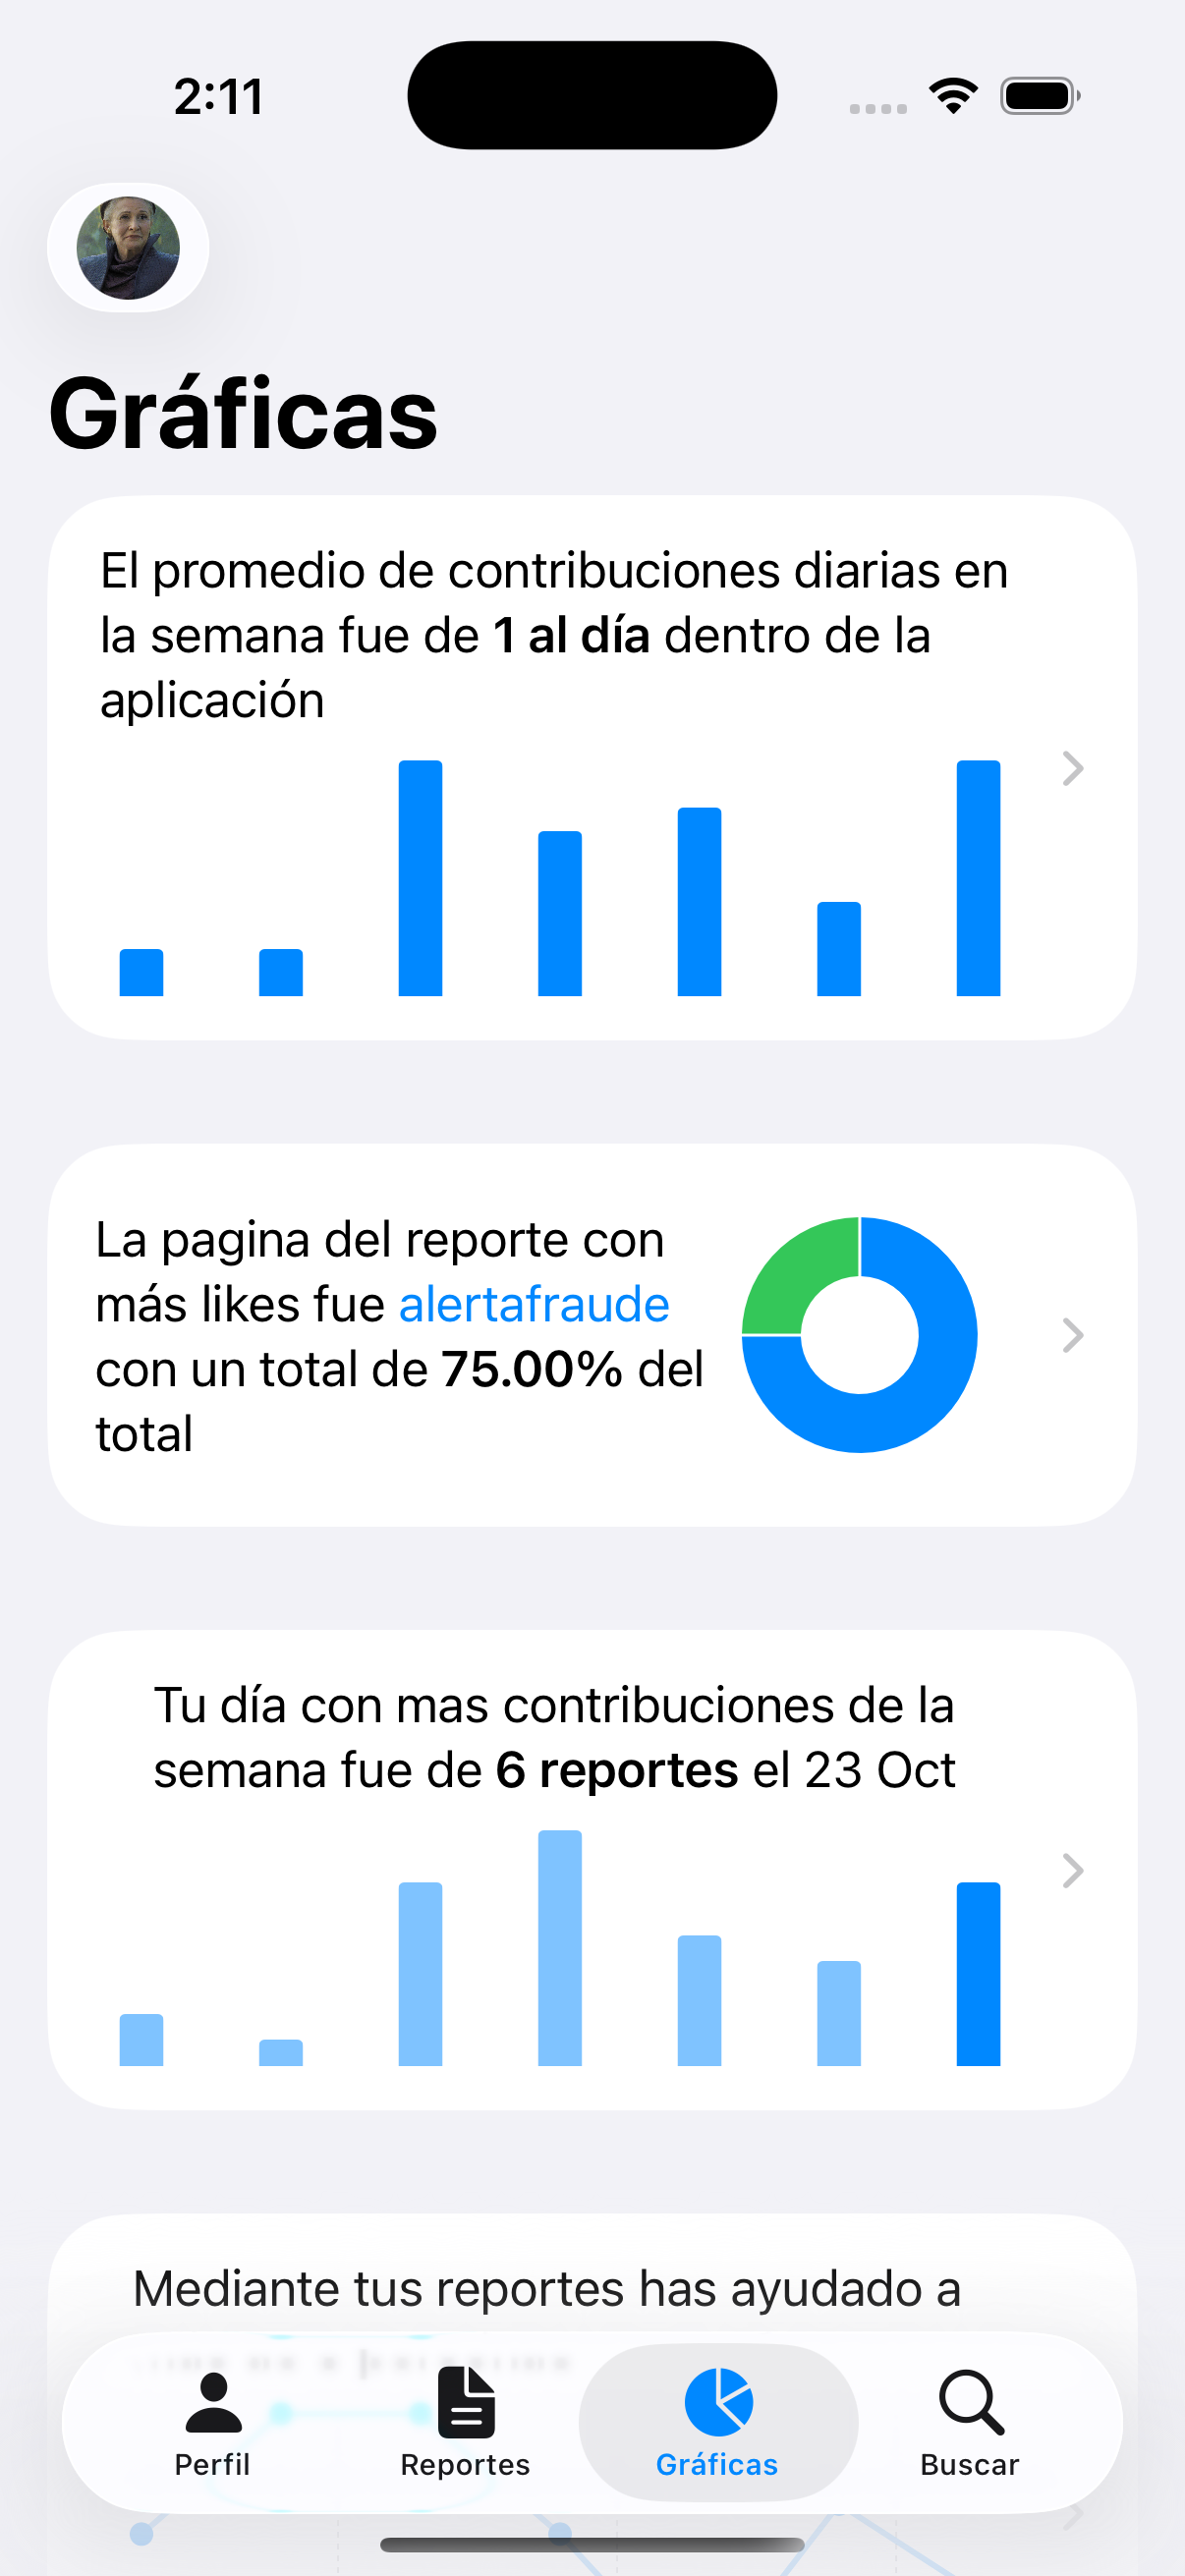 2:11
Gráficas
El promedio de contribuciones diarias en
la semana fue de 1 al día dentro de la
aplicación
La pagina del reporte con
más likes fue alertafraude
con un total de 75.00% del
total
Tu día con mas contribuciones de la
semana fue de 6 reportes el 23 Oct
Mediante tus reportes has ayudado a
Perfil
Reportes
Gráficas
Buscar